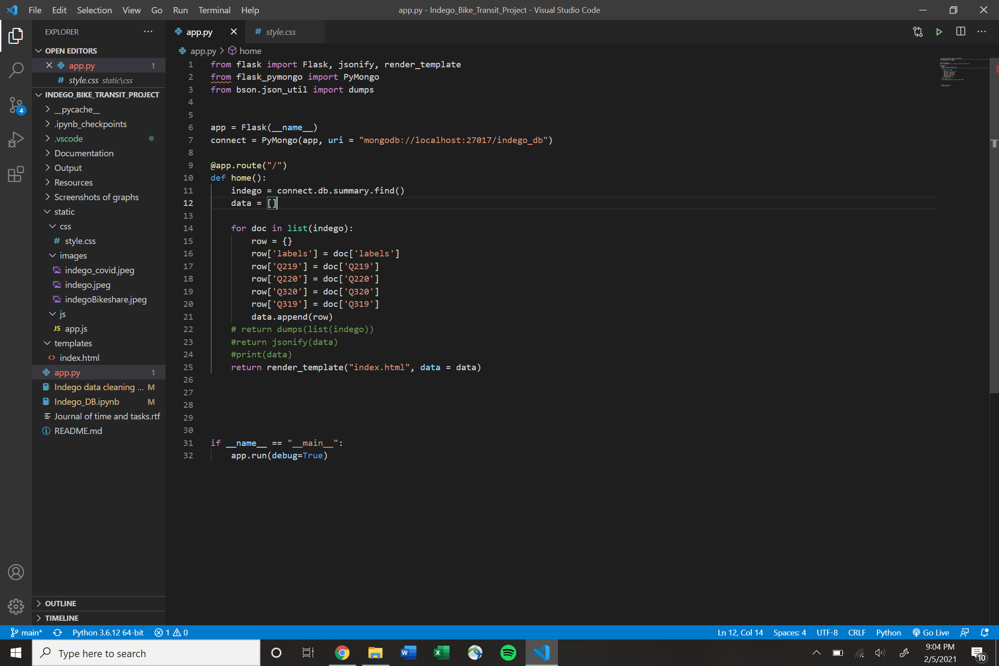 File Edit Selection View Go Run Terminal Help
app.py - Indego_Bike_Transit_Project - Visual Studio Code
EXPLORER
OPEN EDITORS
app.py 1
style.css static\css
INDEGO_BIKE_TRANSIT_PROJECT
__pycache__
.ipynb_checkpoints
.vscode
Documentation
Output
Resources
Screenshots of graphs
static
css
# style.css
images
indego_covid.jpeg
indego.jpeg
indegoBikeshare.jpeg
js
JS app.js
templates
<> index.html
app.py 1
Indego data cleaning ... M
Indego_DB.ipynb M
Journal of time and tasks.rtf
README.md
OUTLINE
TIMELINE
4
app.py
# style.css
app.py > home
1 from flask import Flask, jsonify, render_template
2 from flask_pymongo import PyMongo
3 from bson.json_util import dumps
4
5
6 app = Flask(__name__)
7 connect = PyMongo(app, uri = "mongodb://localhost:27017/indego_db")
8
9 @app.route("/")
10 def home():
11 indego = connect.db.summary.find()
12 data = []
13
14 for doc in list(indego):
15 row = {}
16 row['labels'] = doc['labels']
17 row['Q219'] = doc['Q219']
18 row['Q220'] = doc['Q220']
19 row['Q320'] = doc['Q320']
20 row['Q319'] = doc['Q319']
21 data.append(row)
22 # return dumps(list(indego))
23 #return jsonify(data)
24 #print(data)
25 return render_template("index.html", data = data)
26
27
28
29
30
31 if __name__ == "__main__":
32 app.run(debug=True)
main* Python 3.6.12 64-bit 1 0
Ln 12, Col 14 Spaces: 4 UTF-8 CRLF Python Go Live
Type here to search
9:04 PM
2/5/2021
10